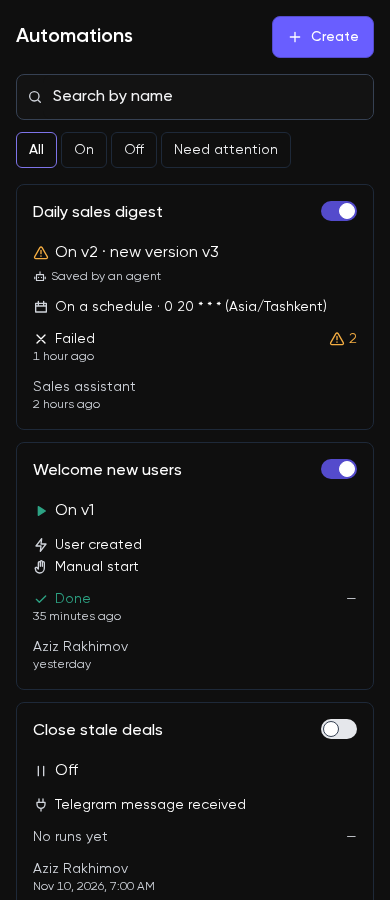 Automations
Create
Search by name
All
On
Off
Need attention
Daily sales digest
On v2 · new version v3
Saved by an agent
On a schedule · 0 20 * * * (Asia/Tashkent)
Failed
2
1 hour ago
Sales assistant
2 hours ago
Welcome new users
On v1
User created
Manual start
Done
—
35 minutes ago
Aziz Rakhimov
yesterday
Close stale deals
Off
Telegram message received
No runs yet
—
Aziz Rakhimov
Nov 10, 2026, 7:00 AM